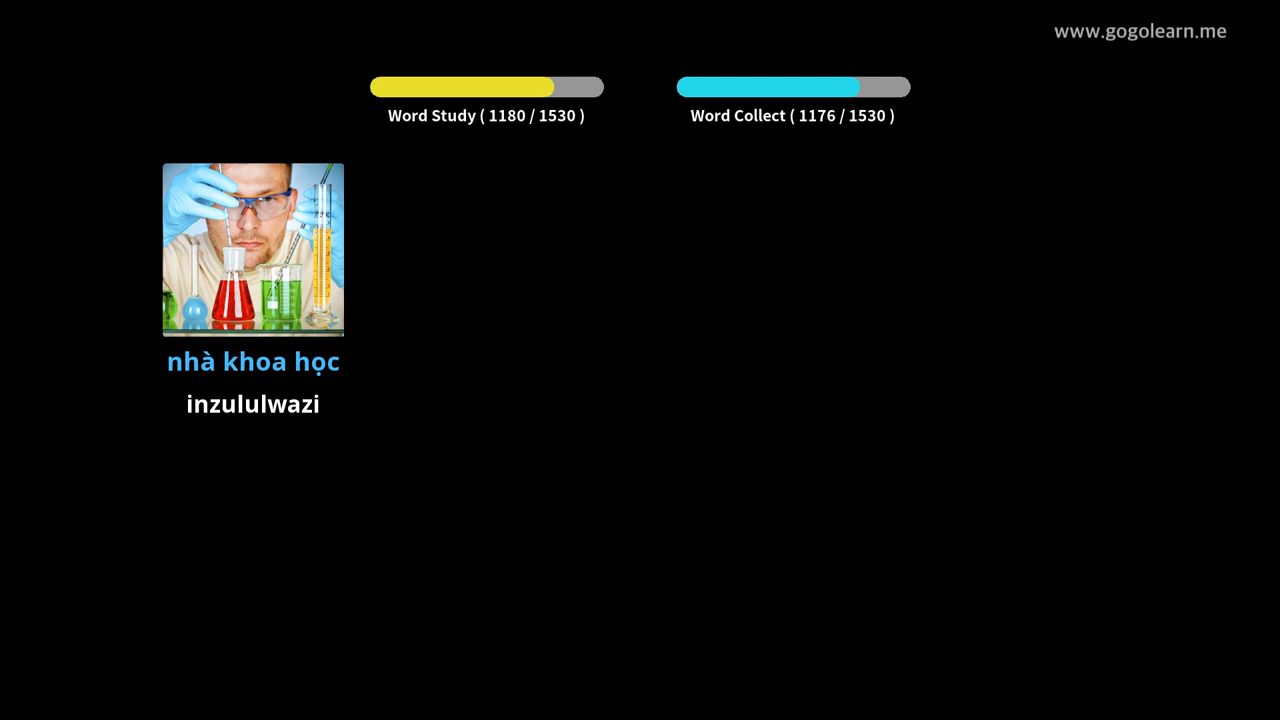 www.gogolearn.me
Word Study ( 1180 / 1530 )
Word Collect ( 1176 / 1530 )
nhà khoa học
inzululwazi